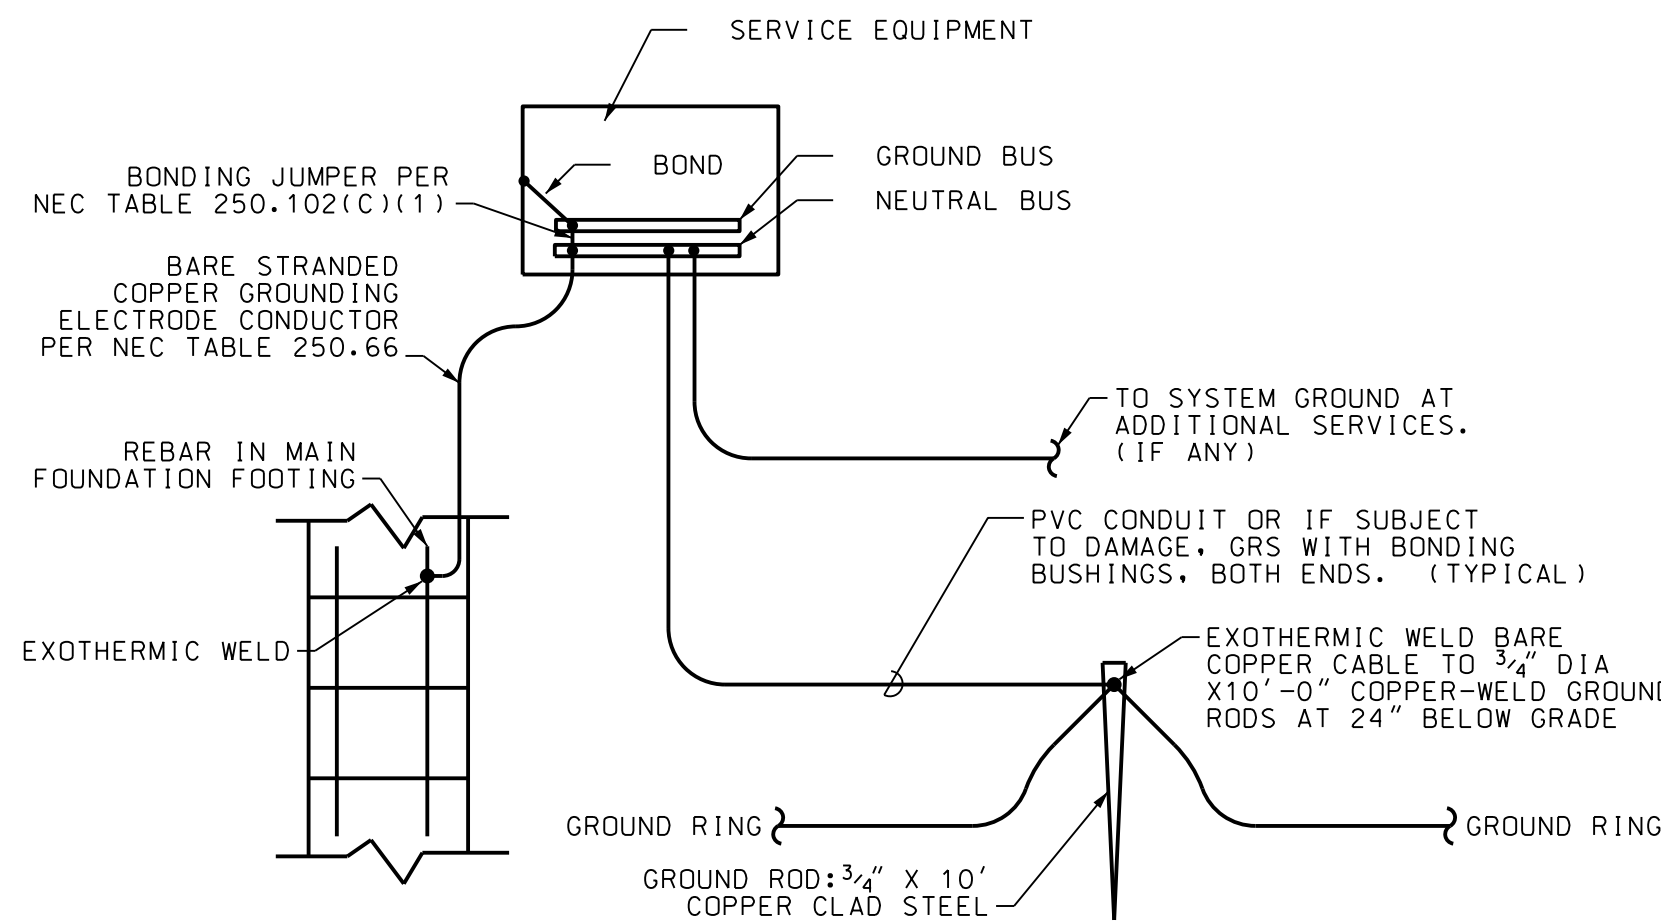 SERVICE EQUIPMENT
BOND
GROUND BUS
NEUTRAL BUS
BONDING JUMPER PER
NEC TABLE 250.102(C)(1)
BARE STRANDED
COPPER GROUNDING
ELECTRODE CONDUCTOR
PER NEC TABLE 250.66
TO SYSTEM GROUND AT
ADDITIONAL SERVICES.
(IF ANY)
REBAR IN MAIN
FOUNDATION FOOTING
PVC CONDUIT OR IF SUBJECT
TO DAMAGE, GRS WITH BONDING
BUSHINGS, BOTH ENDS. (TYPICAL)
EXOTHERMIC WELD
EXOTHERMIC WELD BARE
COPPER CABLE TO 3/4" DIA
X10'-0" COPPER-WELD GROUND
RODS AT 24" BELOW GRADE
GROUND RING
GROUND RING
GROUND ROD:3/4" X 10'
COPPER CLAD STEEL